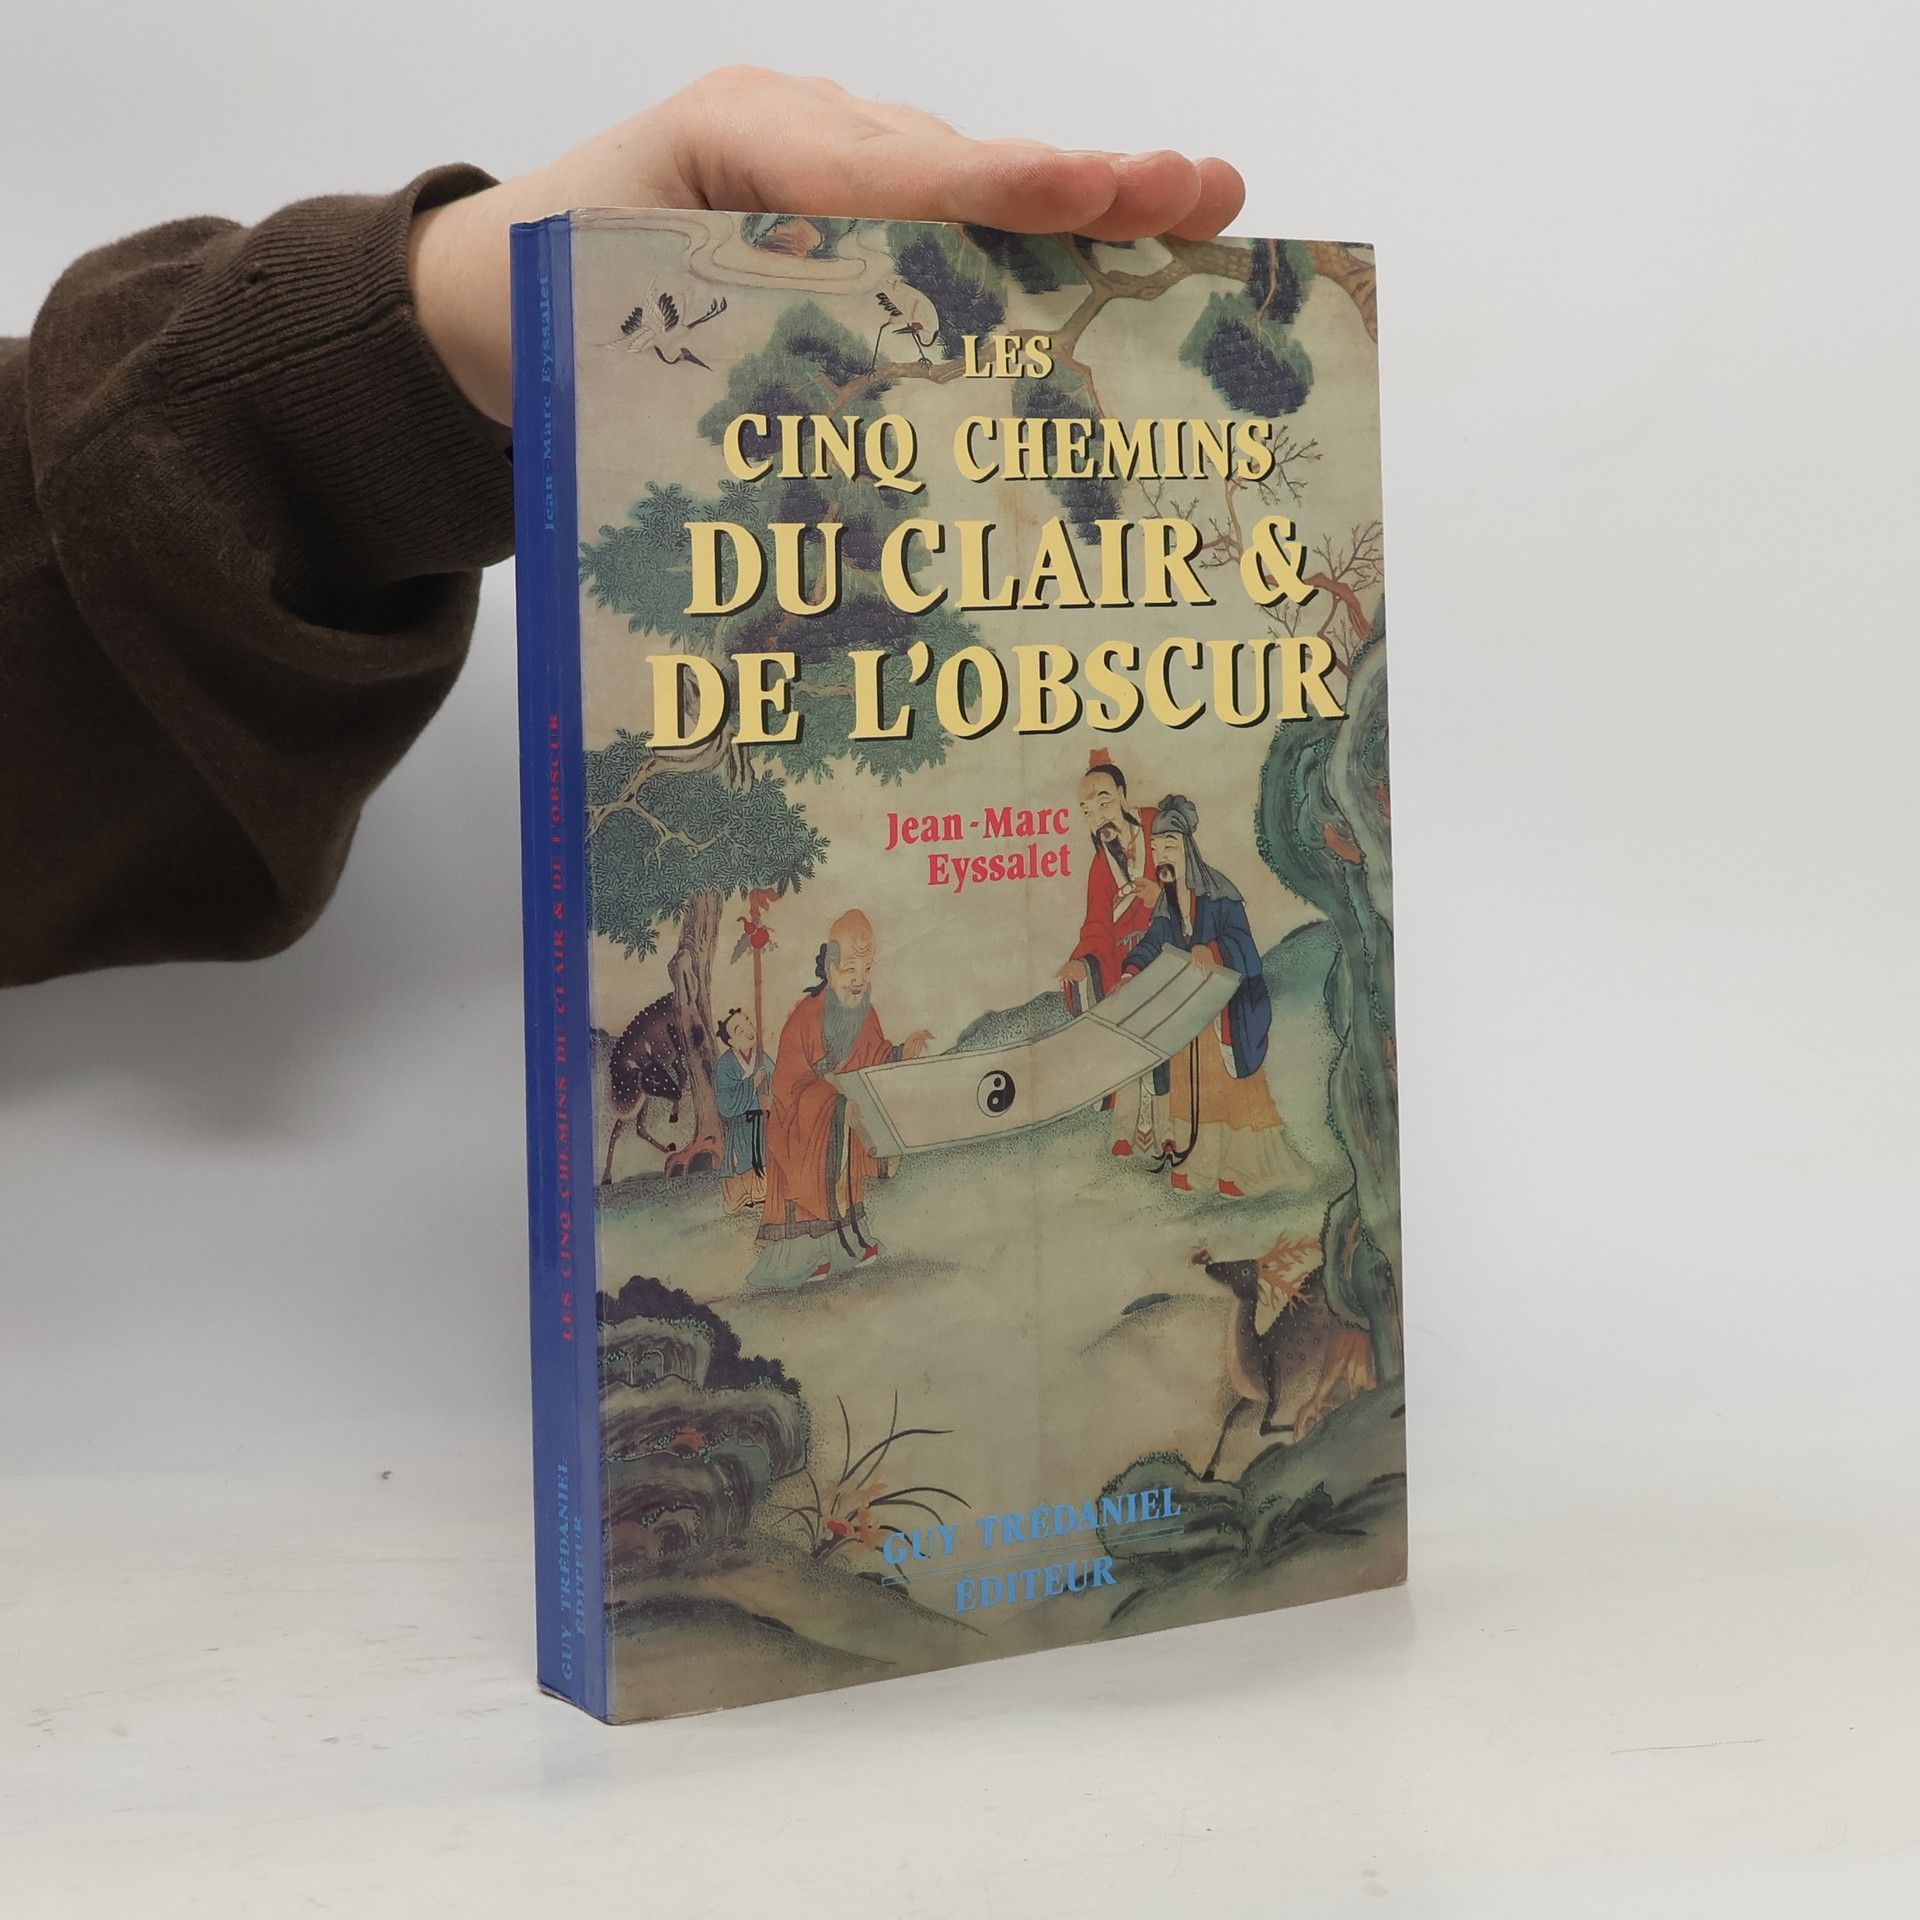 LES
CINQ CHEMINS
DU CLAIR &
DE L'OBSCUR
Jean-Marc
Eyssalet
GUY TRÉDANIEL
ÉDITEUR
Jean-Marc Eyssalet
LES CINQ CHEMINS DU CLAIR & DE L'OBSCUR
GUY TRÉDANIEL
ÉDITEUR